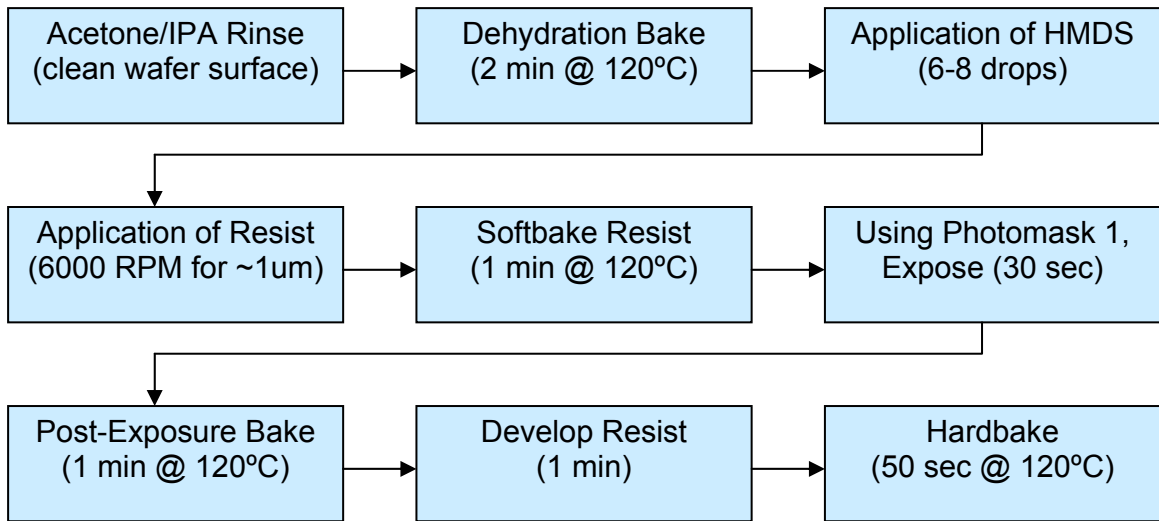 Acetone/IPA Rinse
(clean wafer surface)
Dehydration Bake
(2 min @ 120ºC)
Application of HMDS
(6-8 drops)
Application of Resist
(6000 RPM for ~1um)
Softbake Resist
(1 min @ 120ºC)
Using Photomask 1,
Expose (30 sec)
Post-Exposure Bake
(1 min @ 120ºC)
Develop Resist
(1 min)
Hardbake
(50 sec @ 120ºC)